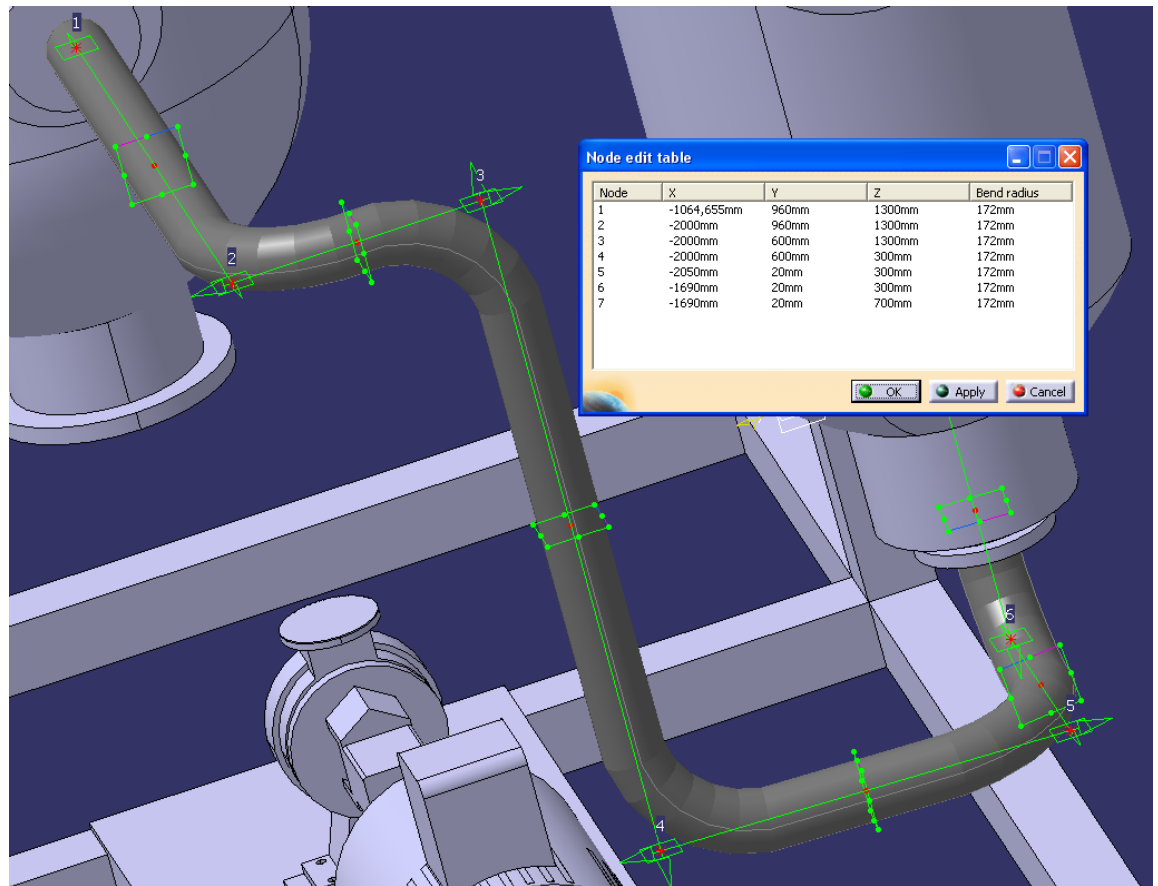 1
Node edit table
Node X Y Z Bend radius
1 -1064,655mm 960mm 1300mm 172mm
2 -2000mm 960mm 1300mm 172mm
3 -2000mm 600mm 1300mm 172mm
4 -2000mm 600mm 300mm 172mm
5 -2050mm 20mm 300mm 172mm
6 -1690mm 20mm 300mm 172mm
7 -1690mm 20mm 700mm 172mm
OK Apply Cancel
3
2
6
5
4